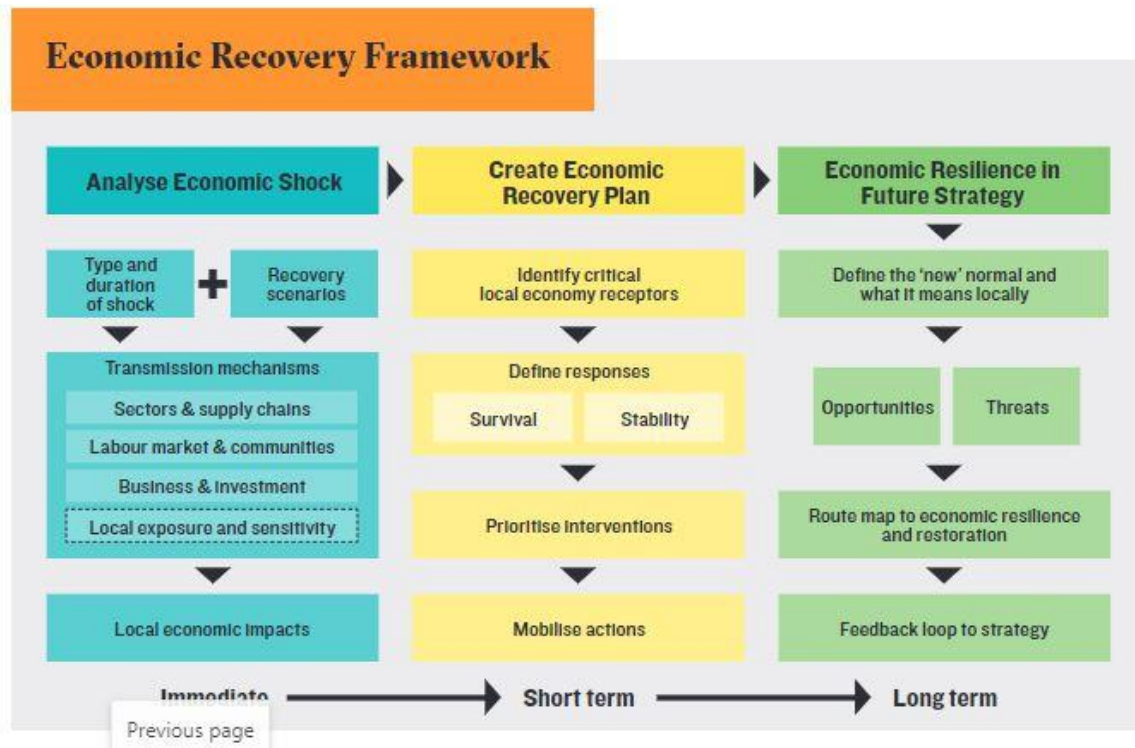 Economic Recovery Framework
Analyse Economic Shock
Type and
duration
of shock
+
Recovery
scenarios
Transmission mechanisms
Sectors & supply chains
Labour market & communities
Business & investment
Local exposure and sensitivity
Local economic impacts
Create Economic
Recovery Plan
Identify critical
local economy receptors
Define responses
Survival
Stability
Prioritise interventions
Mobilise actions
Economic Resilience in
Future Strategy
Define the ‘new’ normal and
what it means locally
Opportunities
Threats
Route map to economic resilience
and restoration
Feedback loop to strategy
Immediate
Short term
Long term
Previous page